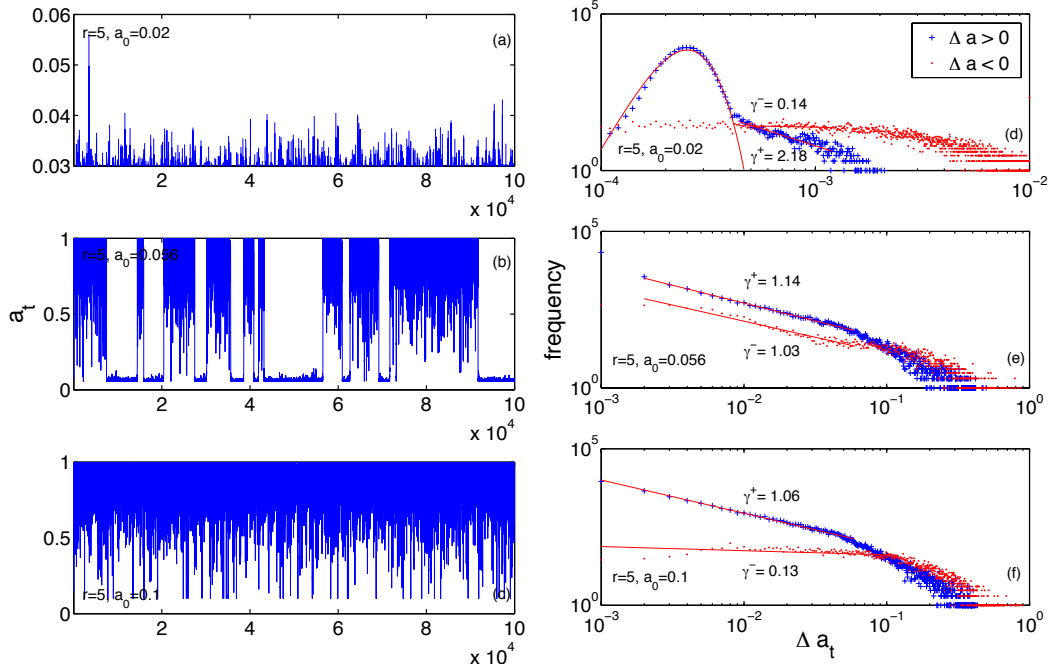 0.06
0.05
0.04
0.03
r=5, a0=0.02
(a)
2
4
6
8
10
x 10^4
1
0.5
0
a_t
r=5, a0=0.056
(b)
2
4
6
8
10
x 10^4
1
0.5
0
r=5, a0=0.1
(c)
2
4
6
8
10
x 10^4
10^5
10^0
Δ a > 0
Δ a < 0
γ^- = 0.14
γ^+ = 2.18
r=5, a0=0.02
(d)
10^-4
10^-3
10^-2
frequency
10^5
10^0
γ^+ = 1.14
γ^- = 1.03
r=5, a0=0.056
(e)
10^-3
10^-2
10^-1
10^0
10^5
10^0
γ^+ = 1.06
γ^- = 0.13
r=5, a0=0.1
(f)
10^-3
10^-2
10^-1
10^0
Δ a_t